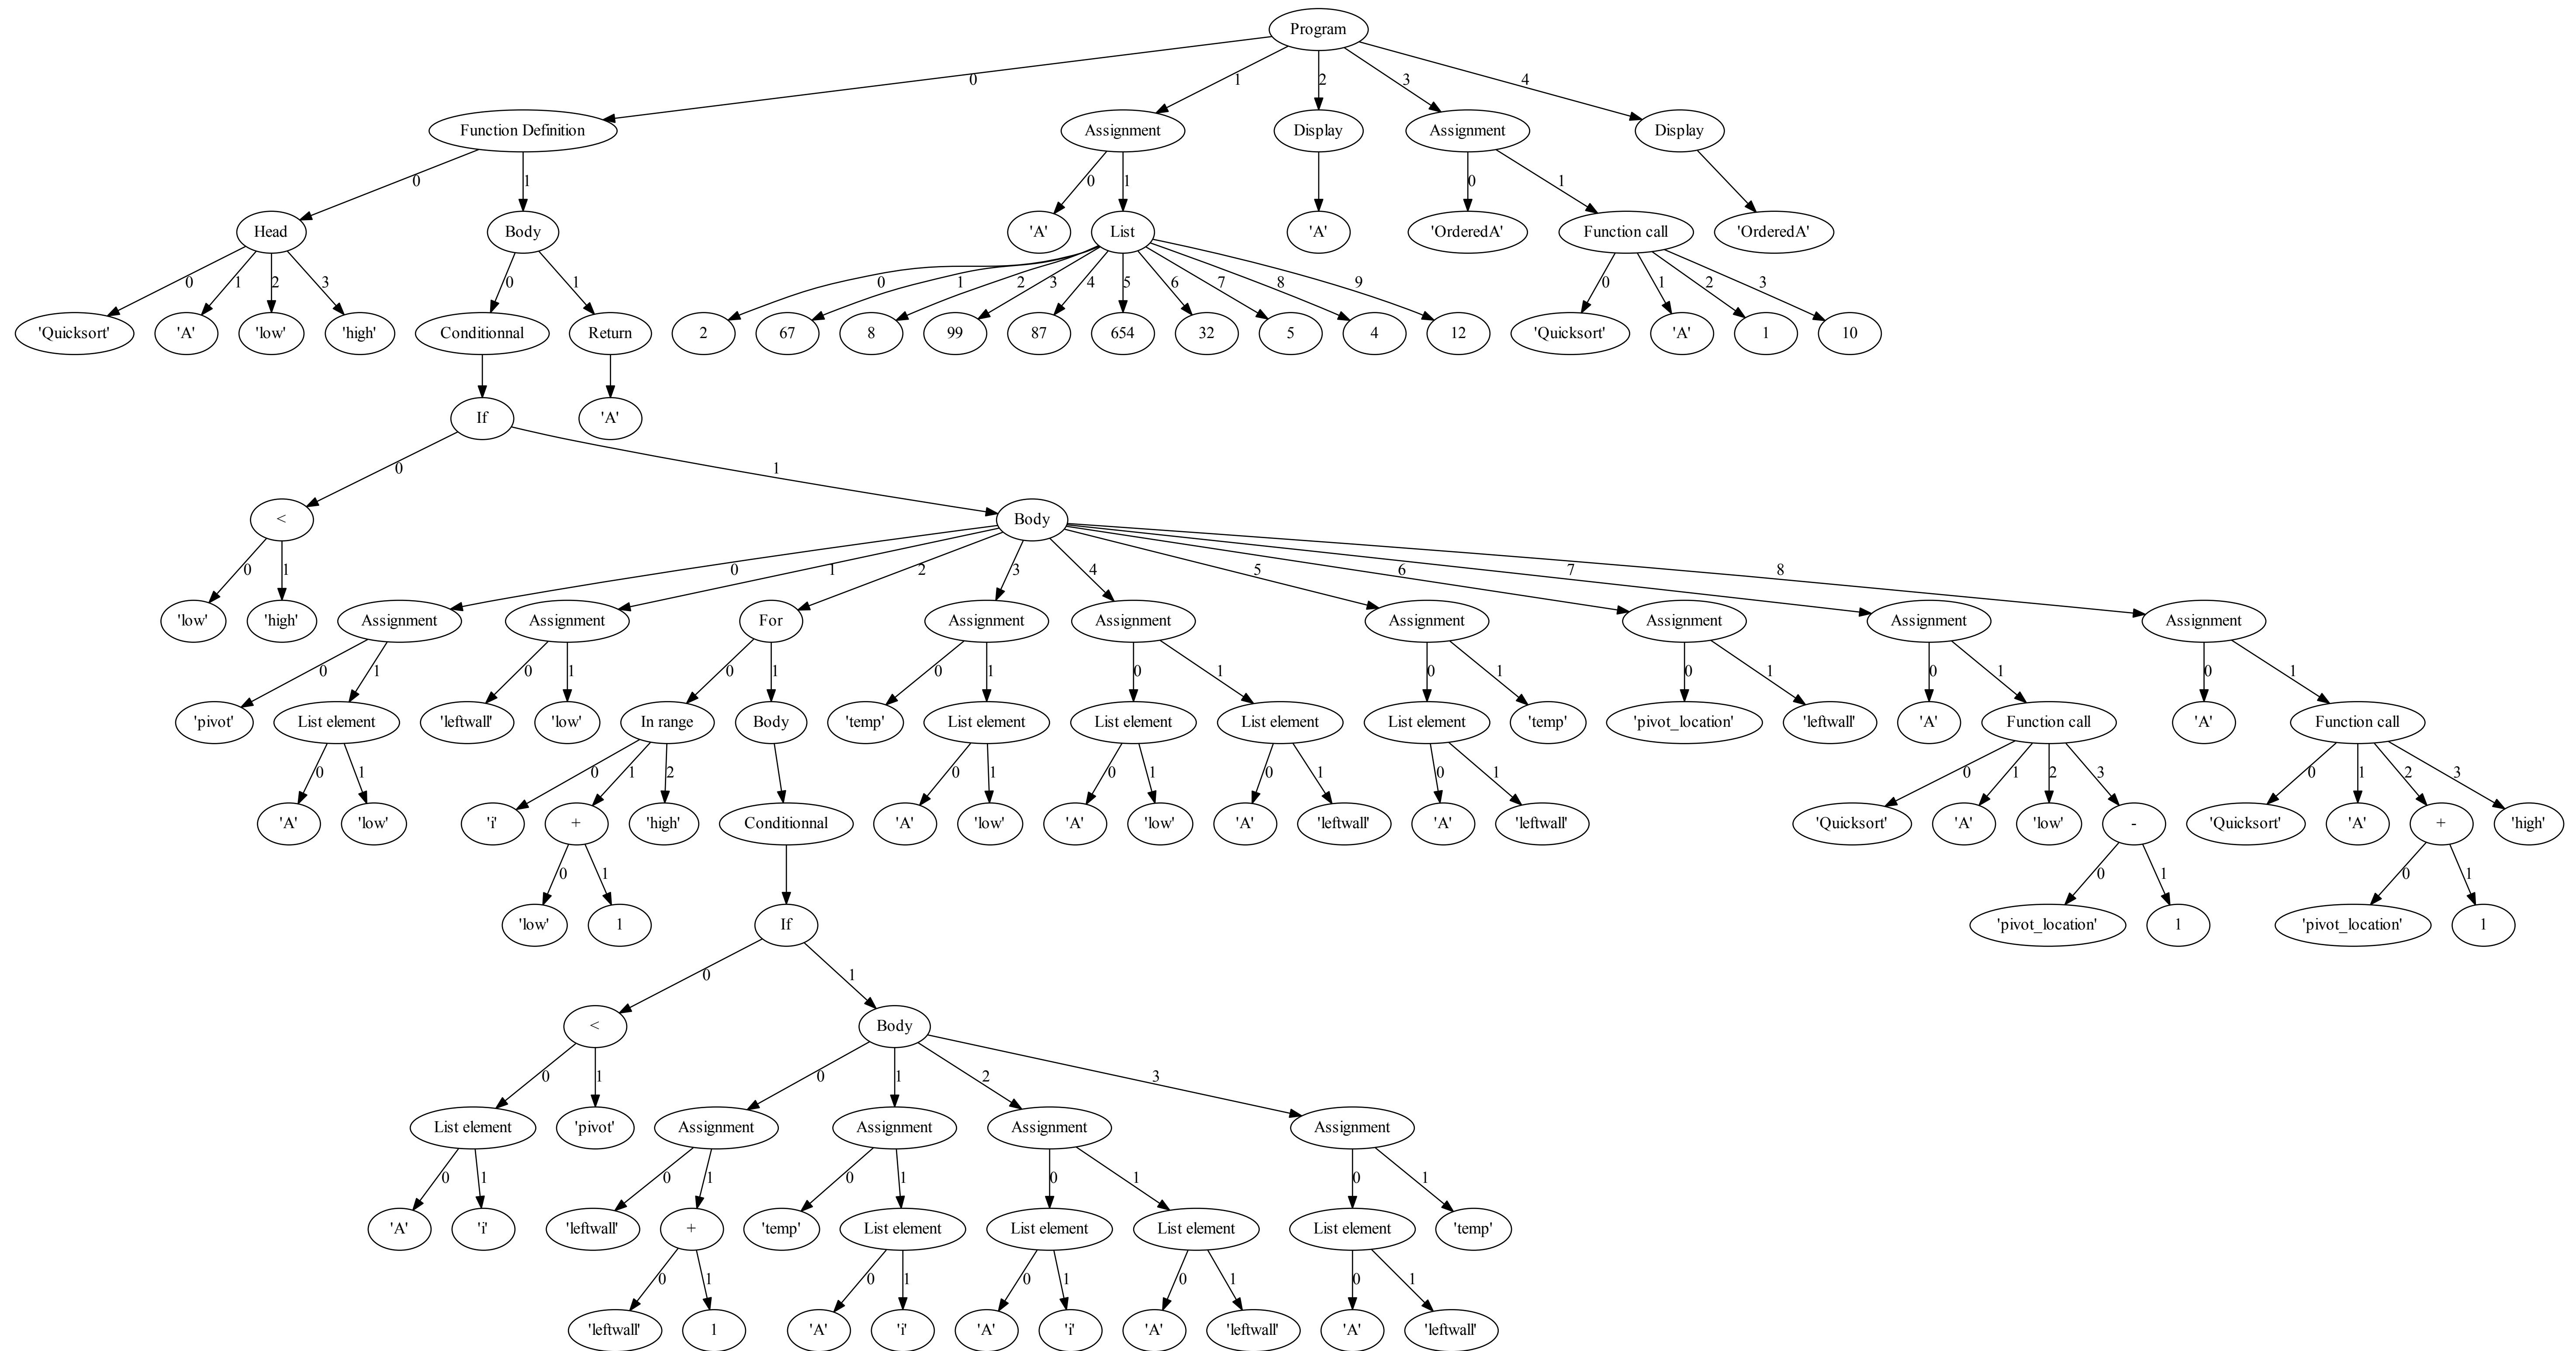 Program
0 1 2 3 4
Function Definition Assignment Display Assignment Display
0 1 0 1 0 1
Head Body 'A' List 'A' 'OrderedA' Function call 'OrderedA'
0 1 2 3 0 1 0 1 2 3 4 5 6 7 8 9 0 1 2 3
'Quicksort' 'A' 'low' 'high' Conditionnal Return 2 67 8 99 87 654 32 5 4 12 'Quicksort' 'A' 1 10
If 'A'
0 1
< Body
0 1 0 1 2 3 4 5 6 7 8
'low' 'high' Assignment Assignment For Assignment Assignment Assignment Assignment Assignment Assignment
0 1 0 1 0 1 0 1 0 1 0 1 0 1 0 1 0 1
'pivot' List element 'leftwall' 'low' In range Body 'temp' List element List element List element List element 'temp' 'pivot_location' 'leftwall' 'A' Function call 'A' Function call
0 1 0 1 2 0 1 0 1 0 1 0 1 0 1 2 3 0 1 2 3
'A' 'low' 'i' + 'high' Conditionnal 'A' 'low' 'A' 'low' 'A' 'leftwall' 'A' 'leftwall' 'Quicksort' 'A' 'low' - 'Quicksort' 'A' + 'high'
0 1 0 1 0 1
'low' 1 If 'pivot_location' 1 'pivot_location' 1
0 1
< Body
0 1 0 1 2 3
List element 'pivot' Assignment Assignment Assignment Assignment
0 1 0 1 0 1 0 1 0 1
'A' 'i' 'leftwall' + 'temp' List element List element List element List element 'temp'
0 1 0 1 0 1 0 1 0 1
'leftwall' 1 'A' 'i' 'A' 'i' 'A' 'leftwall' 'A' 'leftwall'